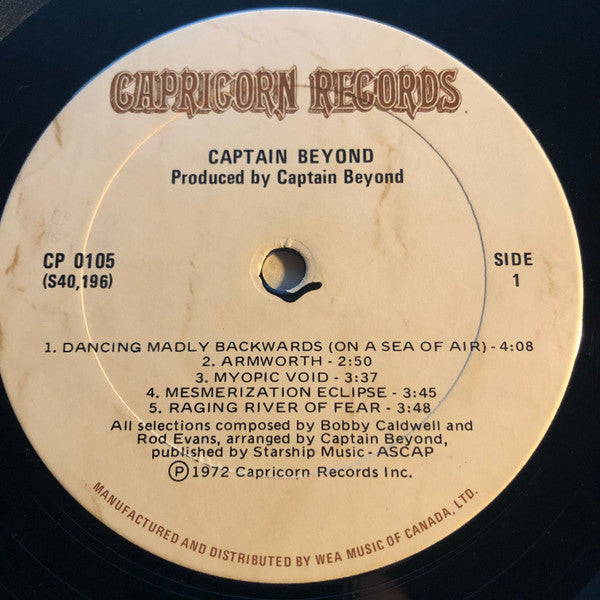 CAPRICORN RECORDS
CAPTAIN BEYOND
Produced by Captain Beyond
CP 0105
(S40,196)
SIDE
1
1. DANCING MADLY BACKWARDS (ON A SEA OF AIR) - 4:08
2. ARMWORTH - 2:50
3. MYOPIC VOID - 3:37
4. MESMERIZATION ECLIPSE - 3:45
5. RAGING RIVER OF FEAR - 3:48
All selections composed by Bobby Caldwell and
Rod Evans, arranged by Captain Beyond,
published by Starship Music - ASCAP
Ⓟ 1972 Capricorn Records Inc.
MANUFACTURED AND DISTRIBUTED BY WEA MUSIC OF CANADA, LTD.